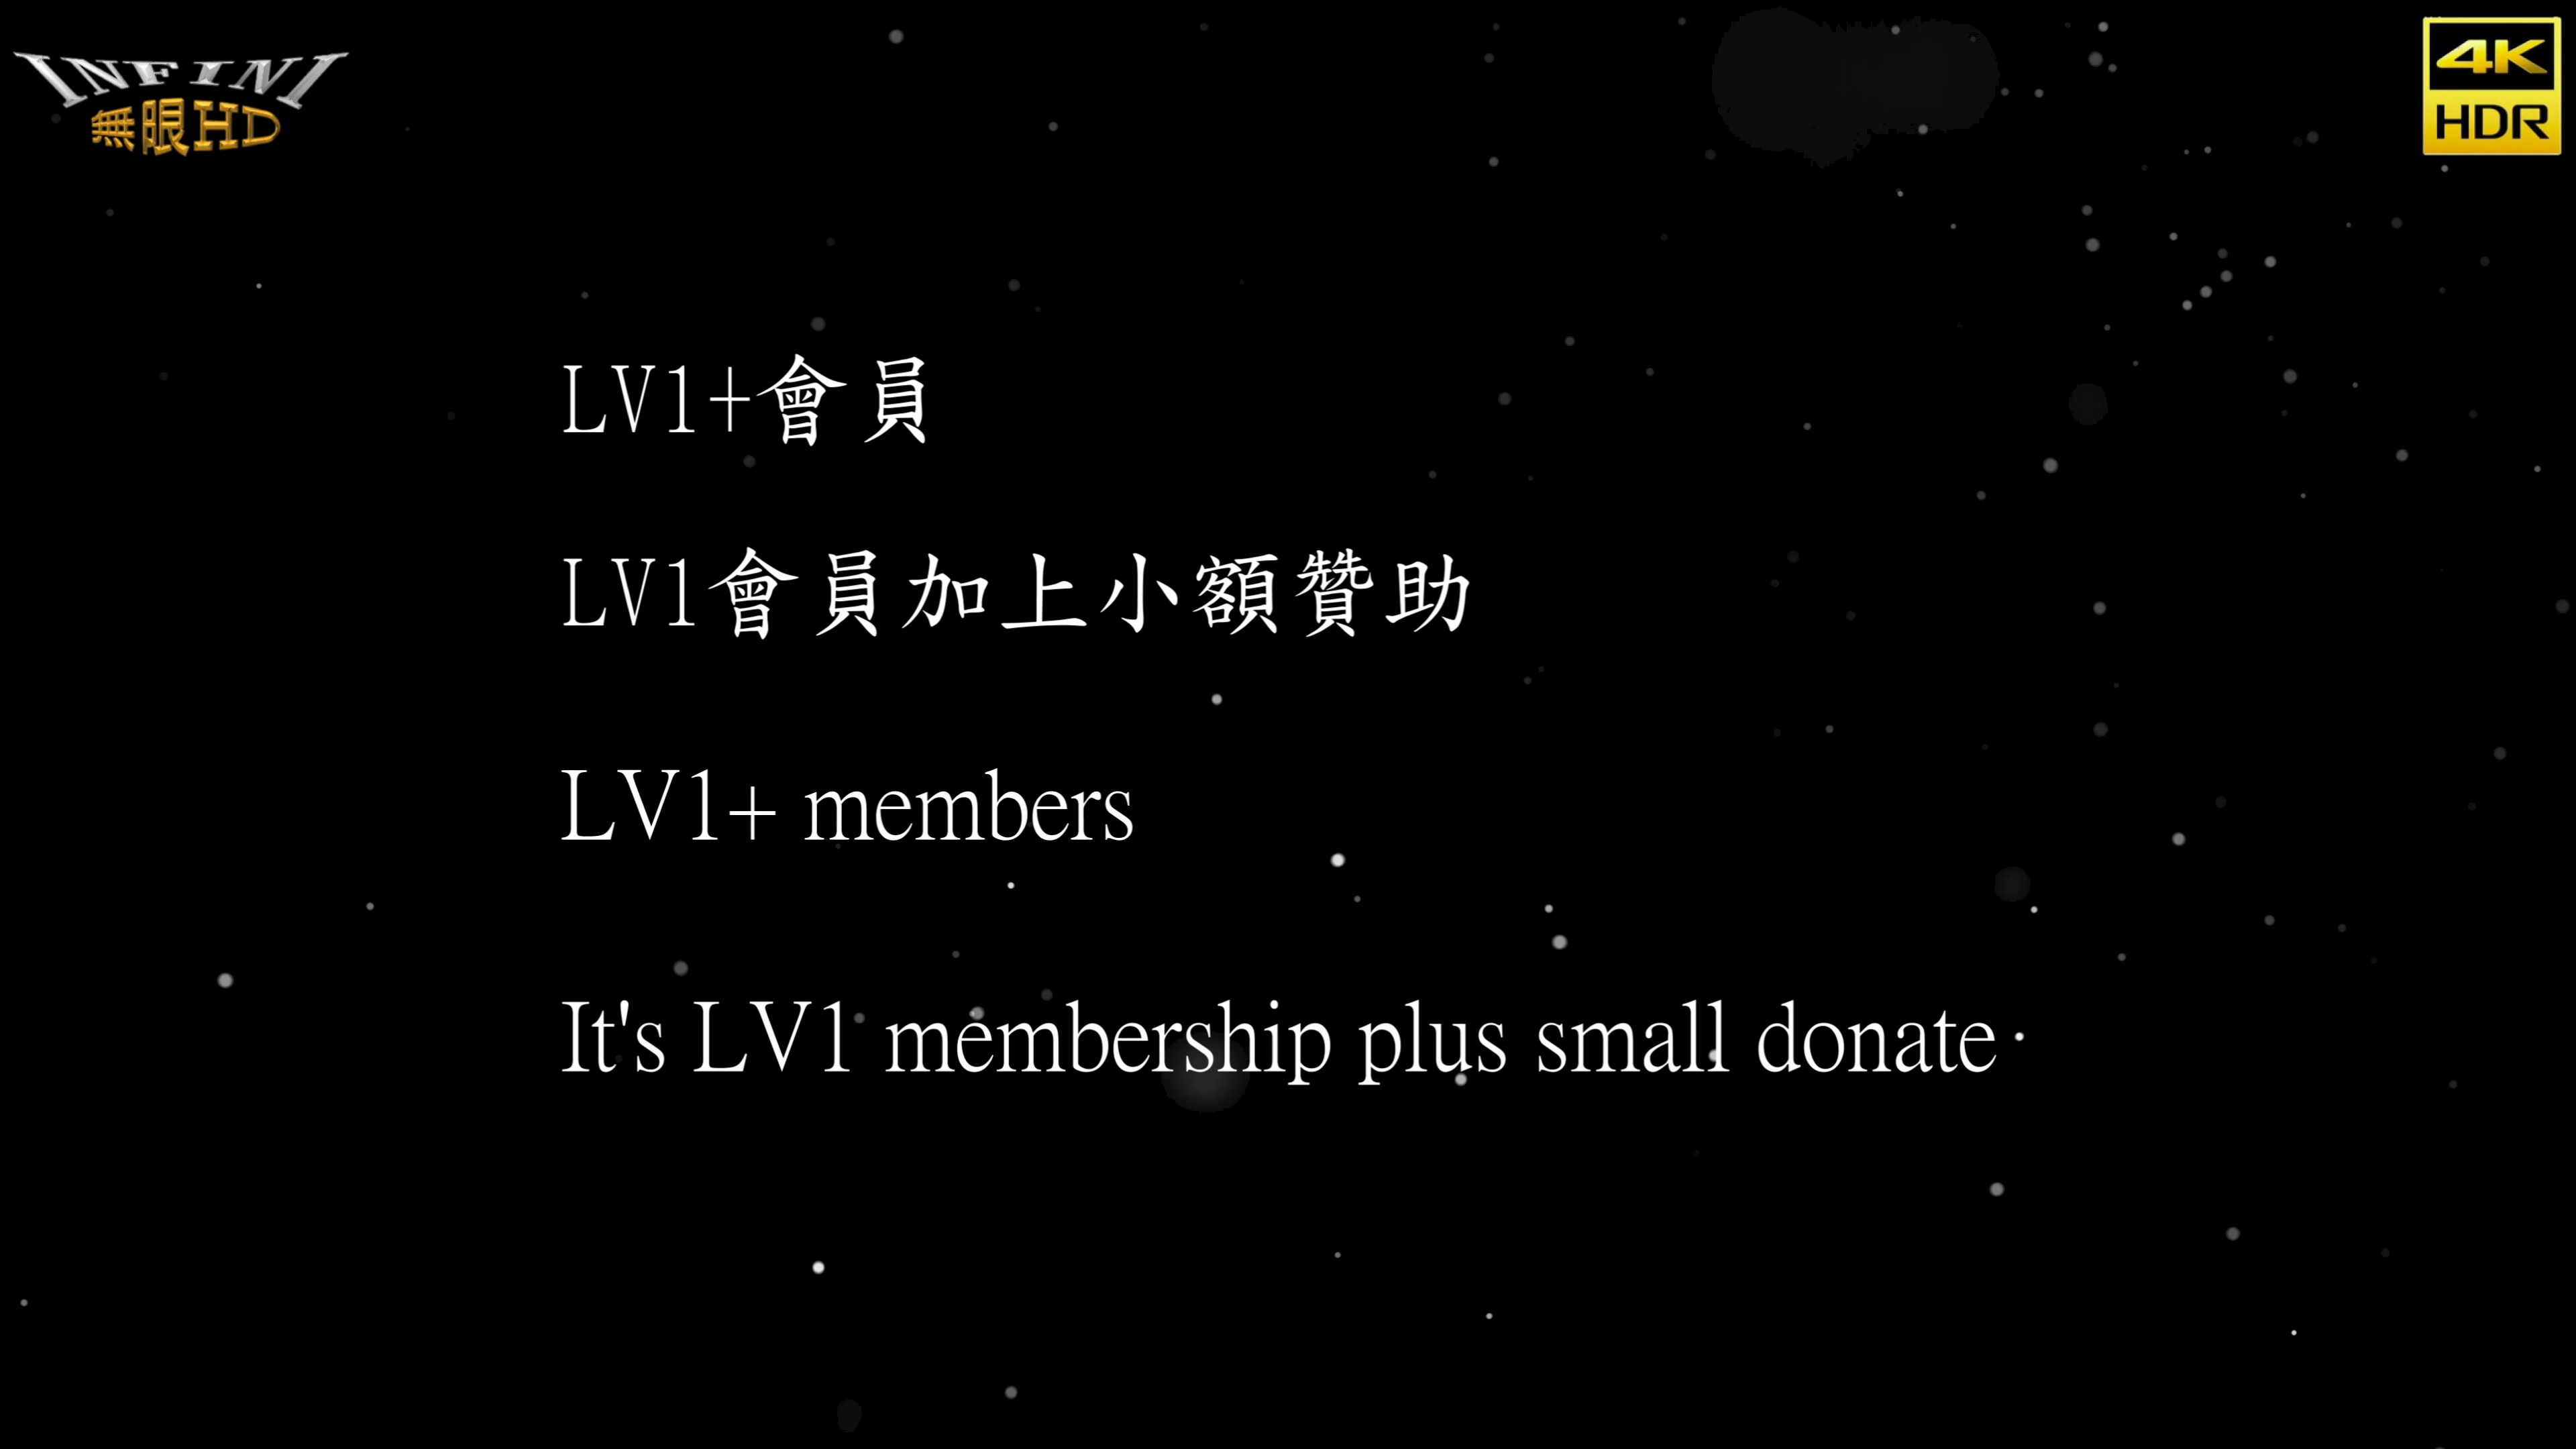 INFINI
無限HD
4K
HDR
LV1+會員
LV1會員加上小額贊助
LV1+ members
It's LV1 membership plus small donate